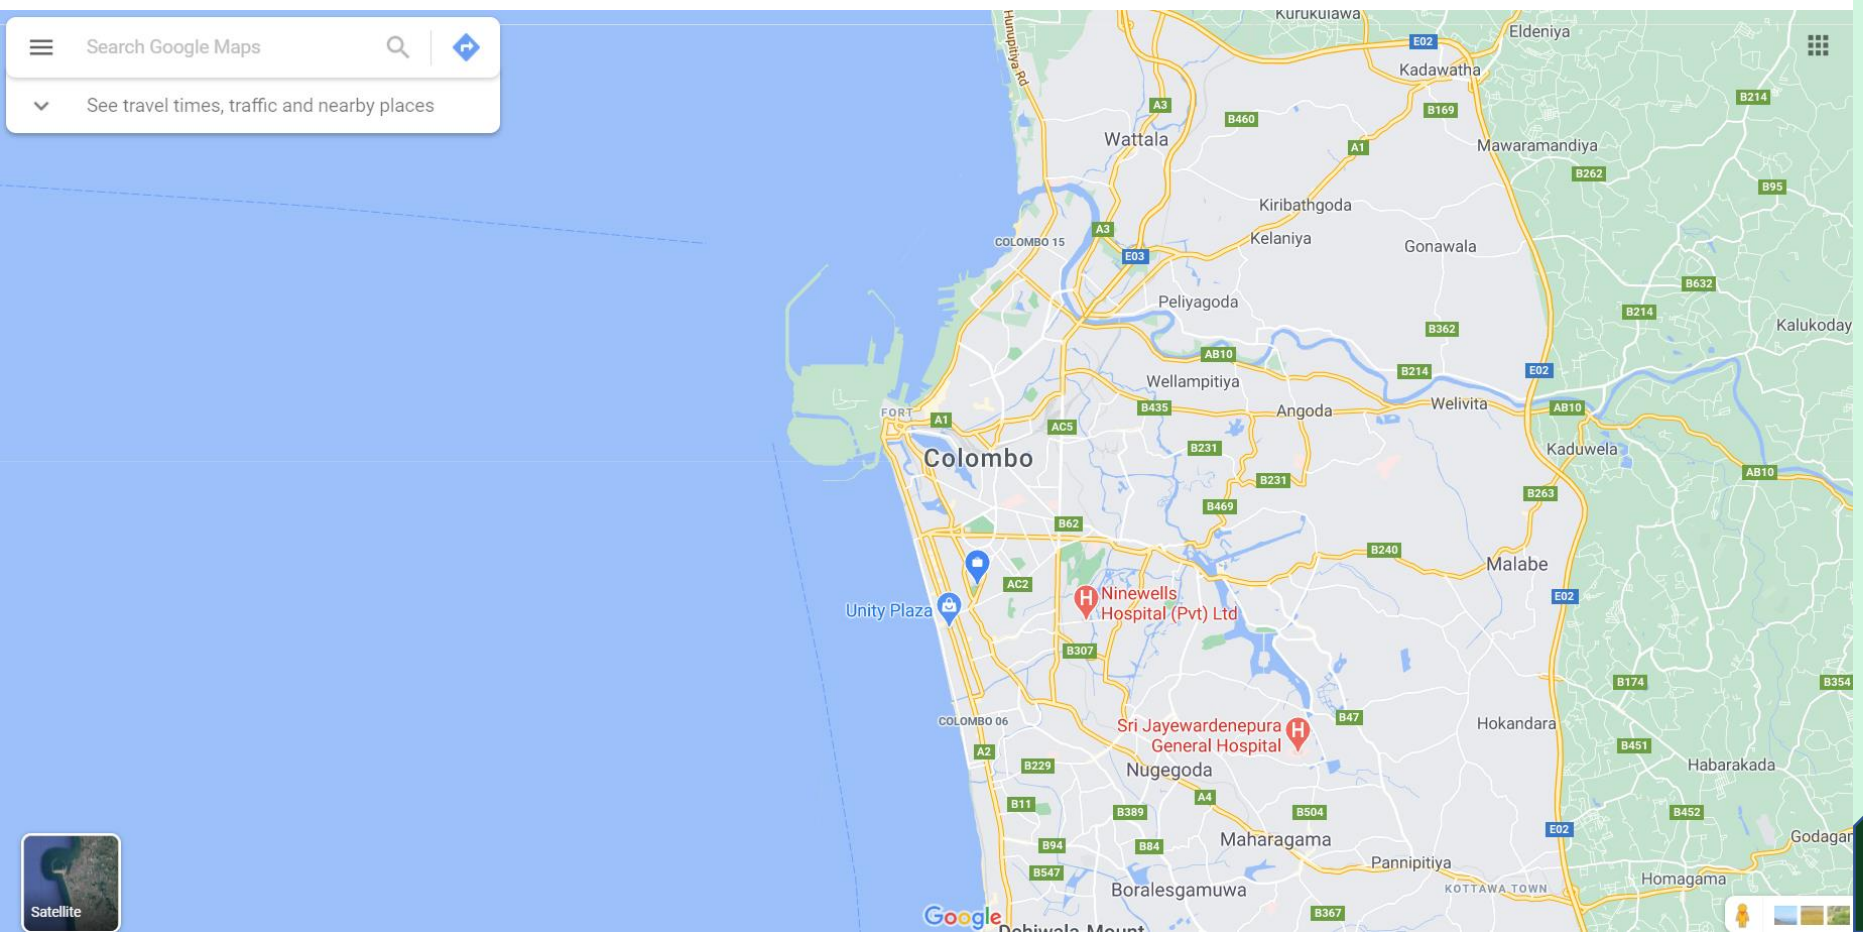 Search Google Maps
See travel times, traffic and nearby places
Hunupitiya Rd
Kurukulawa
Eldeniya
E02
Kadawatha
A3
B460
B169
B214
Wattala
A1
Mawaramandiya
B262
B95
Kiribathgoda
A3
COLOMBO 15
Kelaniya
Gonawala
E03
B632
Peliyagoda
B214
B362
Kalukoday
AB10
B214
E02
Wellampitiya
FORT
A1
B435
Angoda
Welivita
AB10
AC5
Colombo
B231
Kaduwela
B231
AB10
B469
B263
B62
B240
Malabe
AC2
Ninewells
Hospital (Pvt) Ltd
E02
Unity Plaza
B307
B174
B354
COLOMBO 06
Sri Jayewardenepura
General Hospital
B47
Hokandara
A2
B229
Nugegoda
B451
Habarakada
B11
B389
A4
B504
B452
E02
B94
B84
Maharagama
Godagar
Pannipitiya
B547
Boralesgamuwa
KOTTAWA TOWN
Homagama
Satellite
Google
B367
Dehiwala-Mount